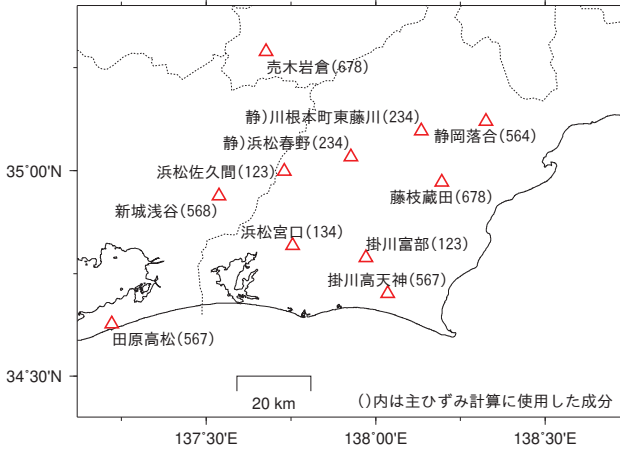 売木岩倉(678)
静)川根本町東藤川(234)
静岡落合(564)
静)浜松春野(234)
浜松佐久間(123)
35°00'N
藤枝蔵田(678)
新城浅谷(568)
浜松宮口(134)
掛川富部(123)
掛川高天神(567)
田原高松(567)
34°30'N
20 km
()内は主ひずみ計算に使用した成分
137°30'E
138°00'E
138°30'E